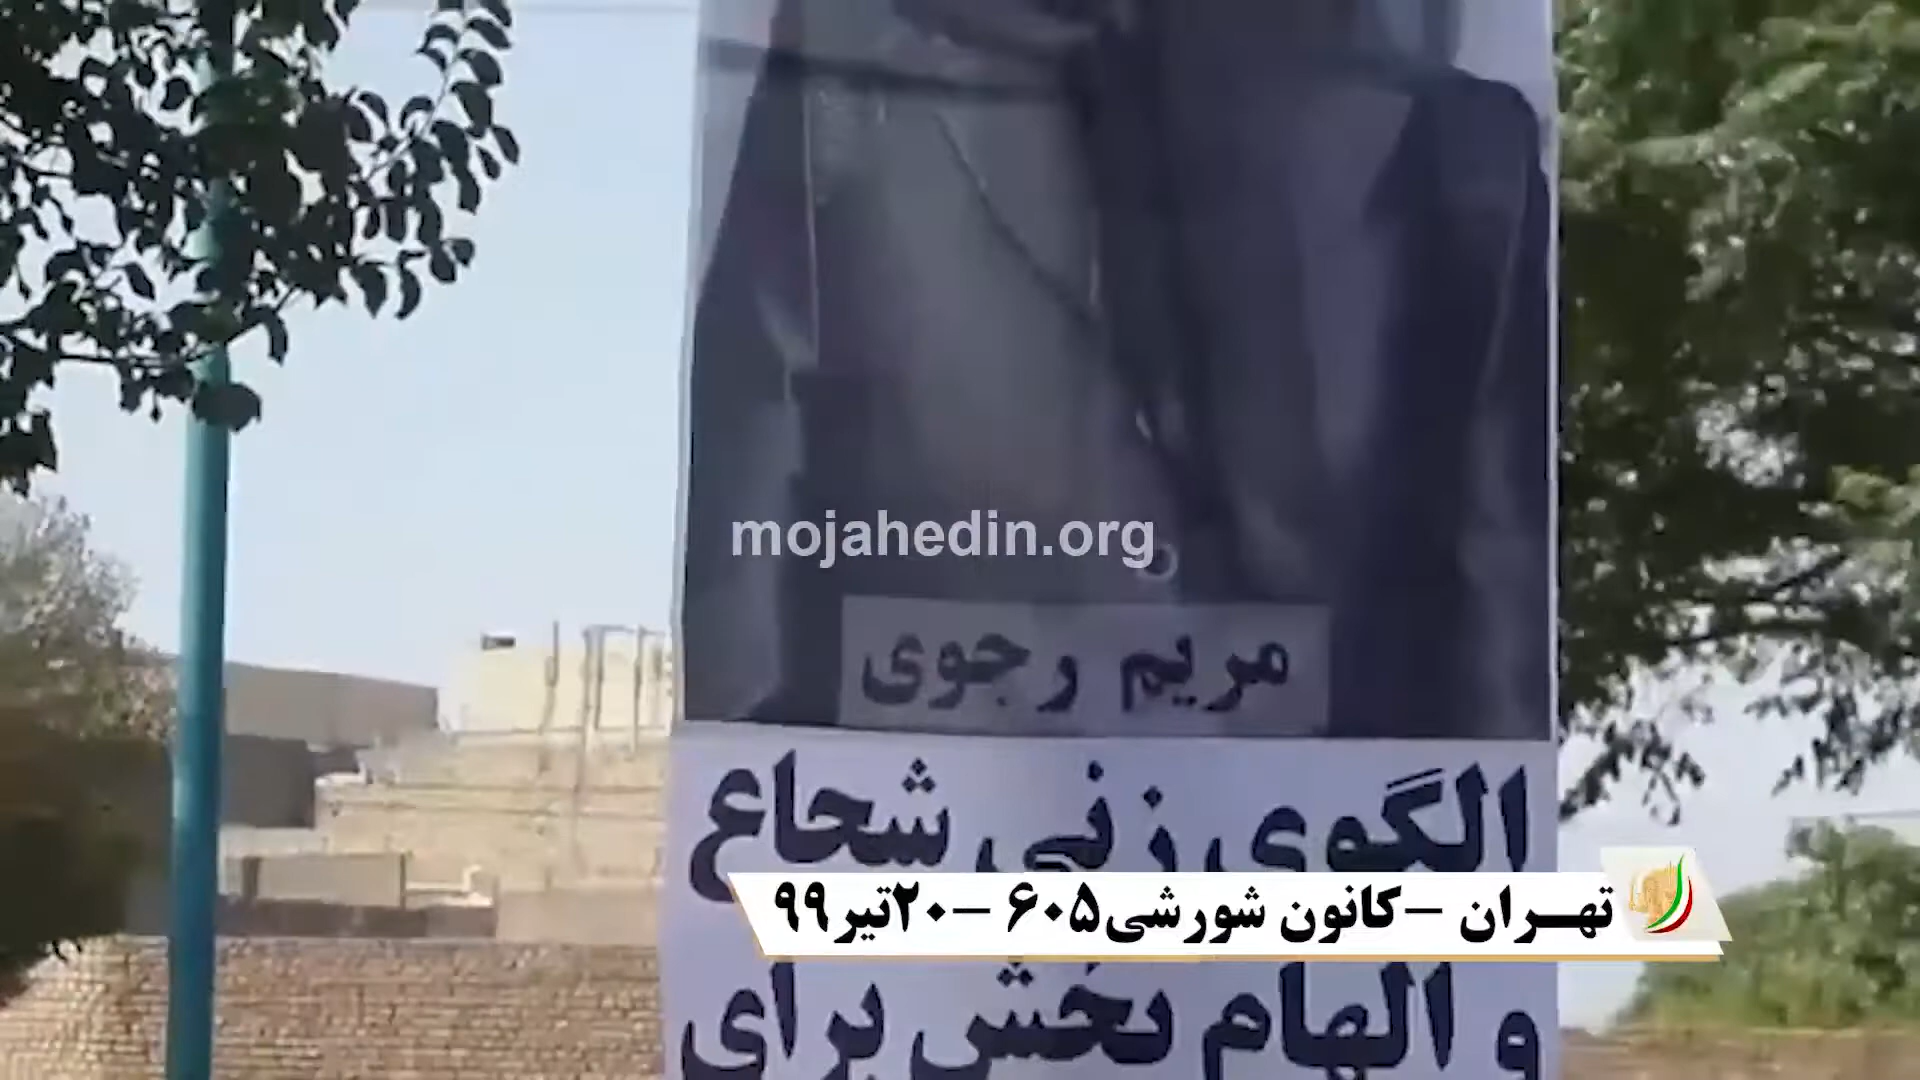 mojahedin.org
مریم رجوی
الگوی زنی شجاع
تهـران - کانون شورشی۶۰۵ - ۲۰تیر۹۹
و الهام بخش برای